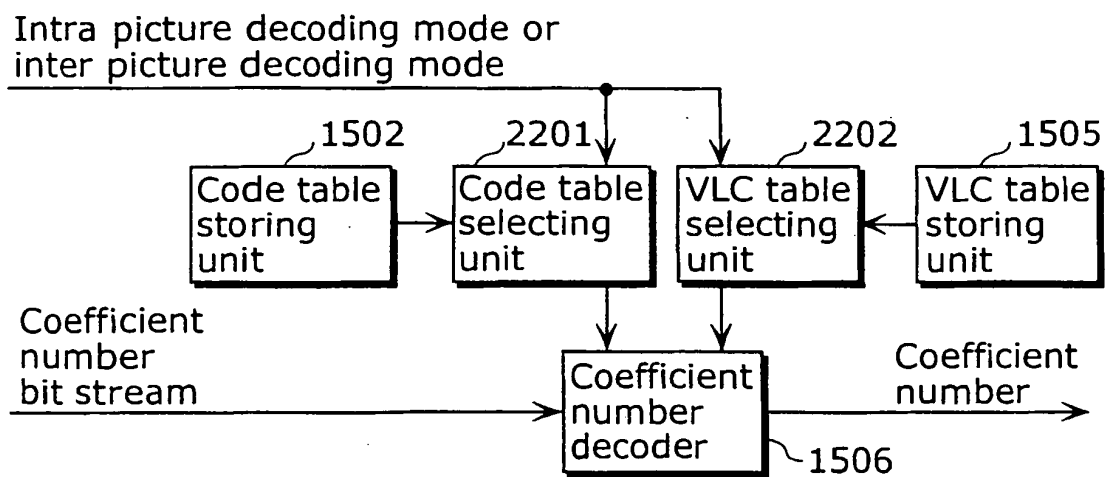 Intra picture decoding mode or
inter picture decoding mode
1502
2201
2202
1505
Code table
storing
unit
Code table
selecting
unit
VLC table
selecting
unit
VLC table
storing
unit
Coefficient
number
bit stream
Coefficient
number
decoder
Coefficient
number
1506